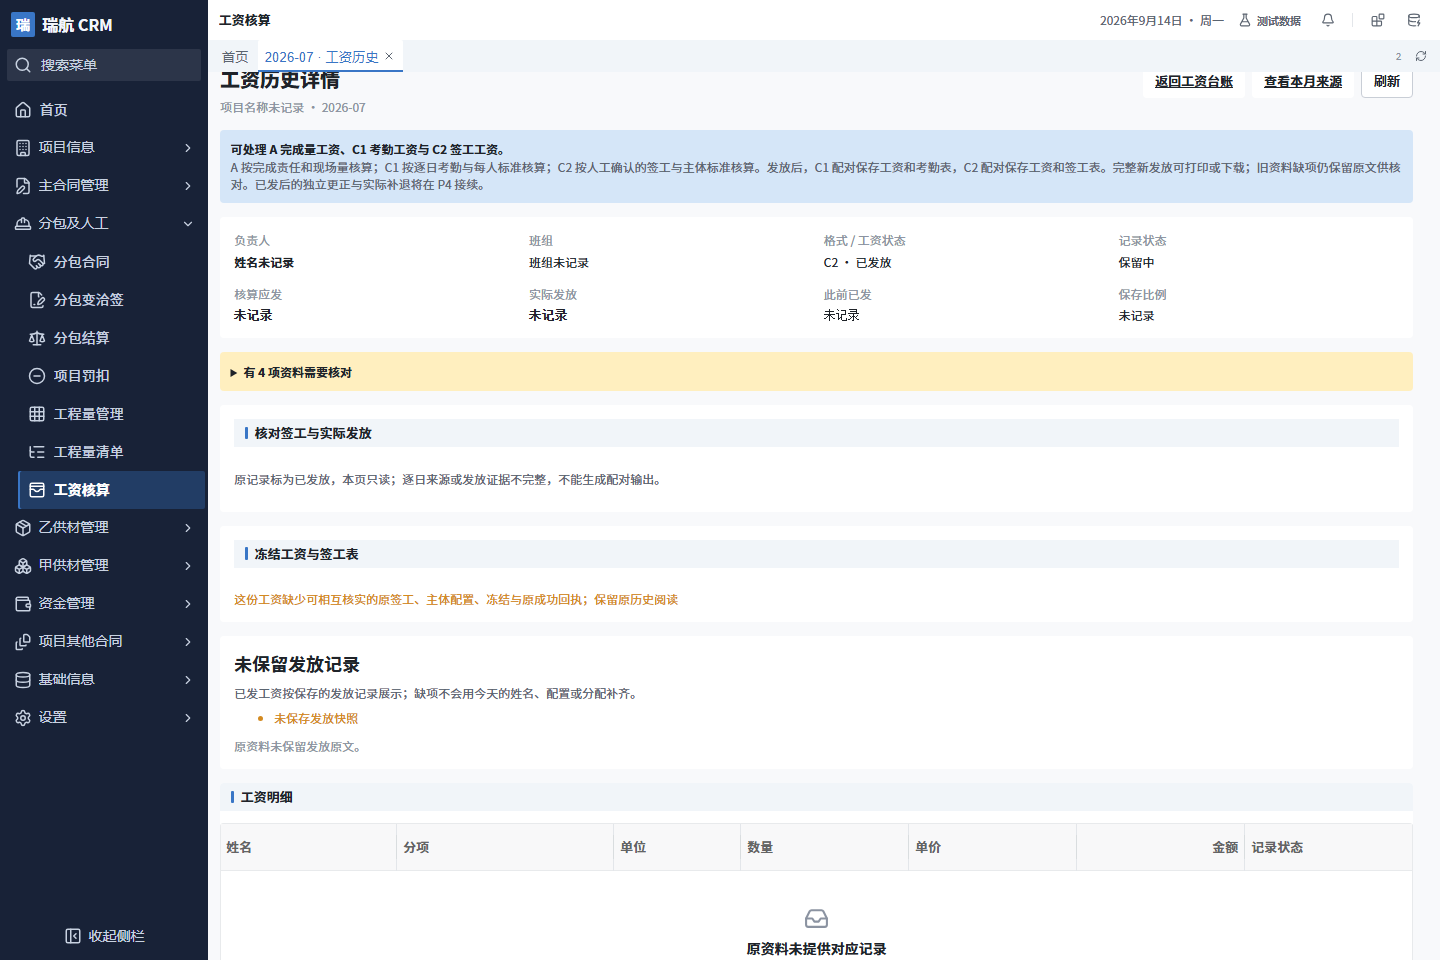 瑞 瑞航 CRM
搜索菜单
首页
项目信息
主合同管理
分包及人工
分包合同
分包变洽签
分包结算
项目罚扣
工程量管理
工程量清单
工资核算
乙供材管理
甲供材管理
资金管理
项目其他合同
基础信息
设置
收起侧栏
工资核算
2026年9月14日 • 周一 测试数据
首页 2026-07 · 工资历史 2
工资历史详情
返回工资台账 查看本月来源 刷新
项目名称未记录 • 2026-07
可处理 A 完成量工资、C1 考勤工资与 C2 签工工资。
A 按完成责任和现场量核算；C1 按逐日考勤与每人标准核算；C2 按人工确认的签工与主体标准核算。发放后，C1 配对保存工资和考勤表，C2 配对保存工资和签工表。完整新发放可打印或下载；旧资料缺项仍保留原文供核
对。已发后的独立更正与实际补退将在 P4 接续。
负责人 班组 格式 / 工资状态 记录状态
姓名未记录 班组未记录 C2 • 已发放 保留中
核算应发 实际发放 此前已发 保存比例
未记录 未记录 未记录 未记录
有 4 项资料需要核对
核对签工与实际发放
原记录标为已发放，本页只读；逐日来源或发放证据不完整，不能生成配对输出。
冻结工资与签工表
这份工资缺少可相互核实的原签工、主体配置、冻结与原成功回执；保留原历史阅读
未保留发放记录
已发工资按保存的发放记录展示；缺项不会用今天的姓名、配置或分配补齐。
• 未保存发放快照
原资料未保留发放原文。
工资明细
姓名 分项 单位 数量 单价 金额 记录状态
原资料未提供对应记录